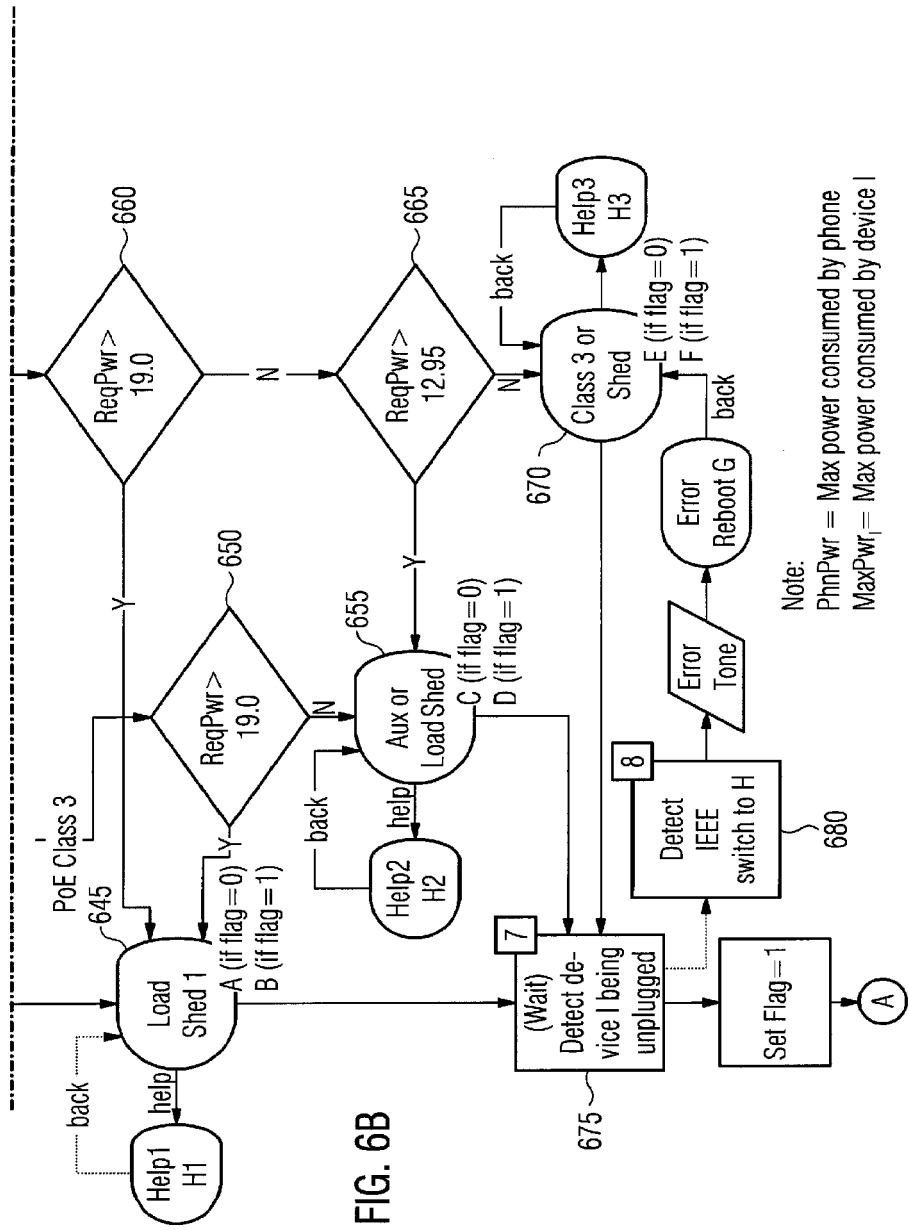 660
ReqPwr>
19.0
Y
N
665
ReqPwr>
12.95
Y
N
PoE Class 3
650
ReqPwr>
19.0
Y
N
645
Load
Shed 1
A (if flag=0)
B (if flag=1)
back
help
Help1
H1
655
Aux or
Load Shed
C (if flag=0)
D (if flag=1)
back
help
Help2
H2
670
Class 3 or
Shed
E (if flag=0)
F (if flag=1)
back
Help3
H3
7
(Wait)
Detect de-
vice I being
unplugged
675
8
Detect
IEEE
switch to H
680
Error
Tone
Error
Reboot G
back
Set Flag=1
A
Note:
PhnPwr = Max power consumed by phone
MaxPwrI= Max power consumed by device I
FIG. 6B